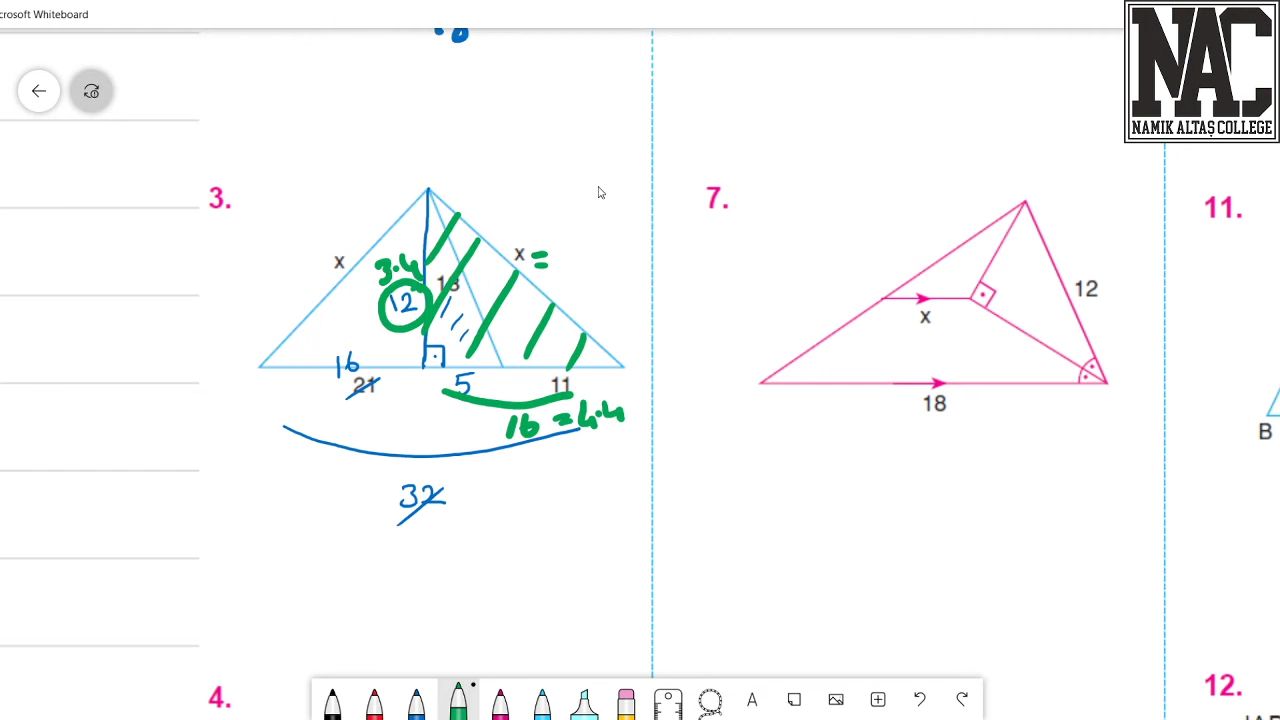 crosoft Whiteboard
NAC
NAMIK ALTAŞ COLLEGE
3.
x
3.4
12
13
x =
16
21
5
11
16 = 4.4
32
4.
7.
12
x
18
11.
B
12.
A